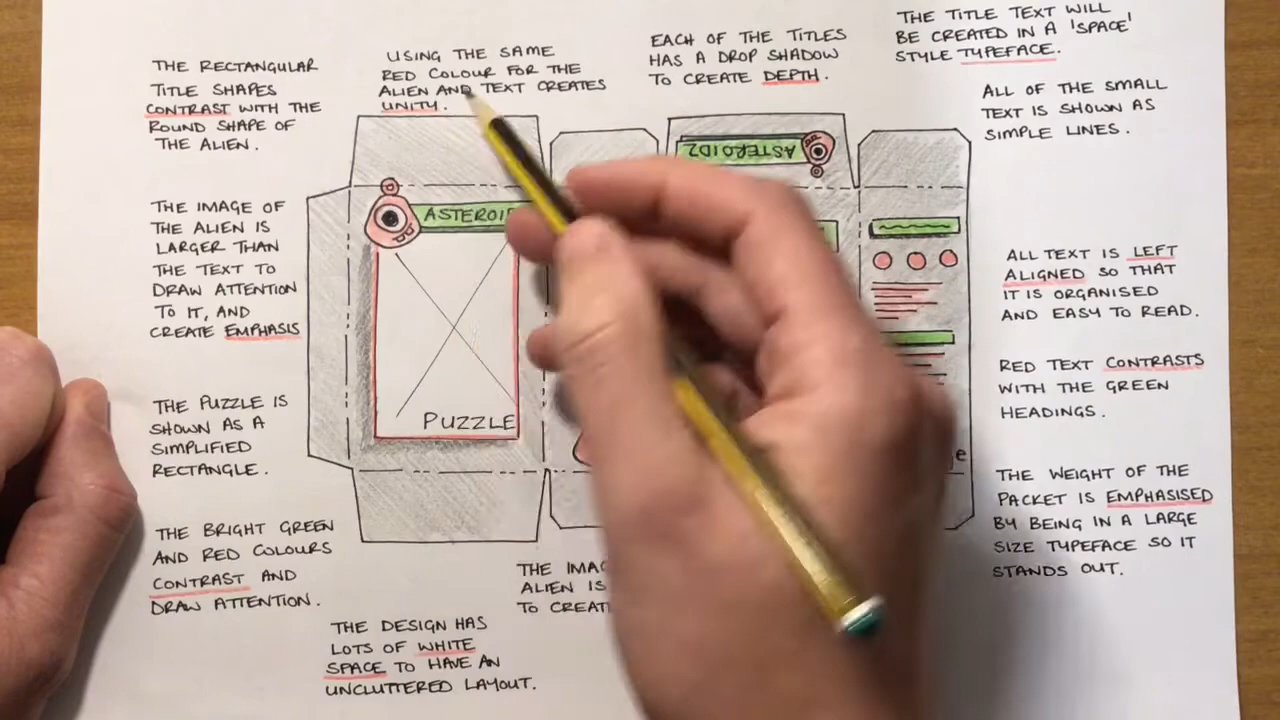 THE RECTANGULAR
TITLE SHAPES
CONTRAST WITH THE
ROUND SHAPE OF
THE ALIEN.
USING THE SAME
RED COLOUR FOR THE
ALIEN AND TEXT CREATES
UNITY.
EACH OF THE TITLES
HAS A DROP SHADOW
TO CREATE DEPTH.
THE TITLE TEXT WILL
BE CREATED IN A 'SPACE'
STYLE TYPEFACE.
ALL OF THE SMALL
TEXT IS SHOWN AS
SIMPLE LINES.
THE IMAGE OF
THE ALIEN IS
LARGER THAN
THE TEXT TO
DRAW ATTENTION
TO IT, AND
CREATE EMPHASIS
ASTEROIDZ
ASTEROI
PUZZLE
ALL TEXT IS LEFT
ALIGNED SO THAT
IT IS ORGANISED
AND EASY TO READ.
RED TEXT CONTRASTS
WITH THE GREEN
HEADINGS.
THE PUZZLE IS
SHOWN AS A
SIMPLIFIED
RECTANGLE.
e
THE WEIGHT OF THE
PACKET IS EMPHASISED
BY BEING IN A LARGE
SIZE TYPEFACE SO IT
STANDS OUT.
THE BRIGHT GREEN
AND RED COLOURS
CONTRAST AND
DRAW ATTENTION.
THE IMA
ALIEN IS
TO CREAT
THE DESIGN HAS
LOTS OF WHITE
SPACE TO HAVE AN
UNCLUTTERED LAYOUT.